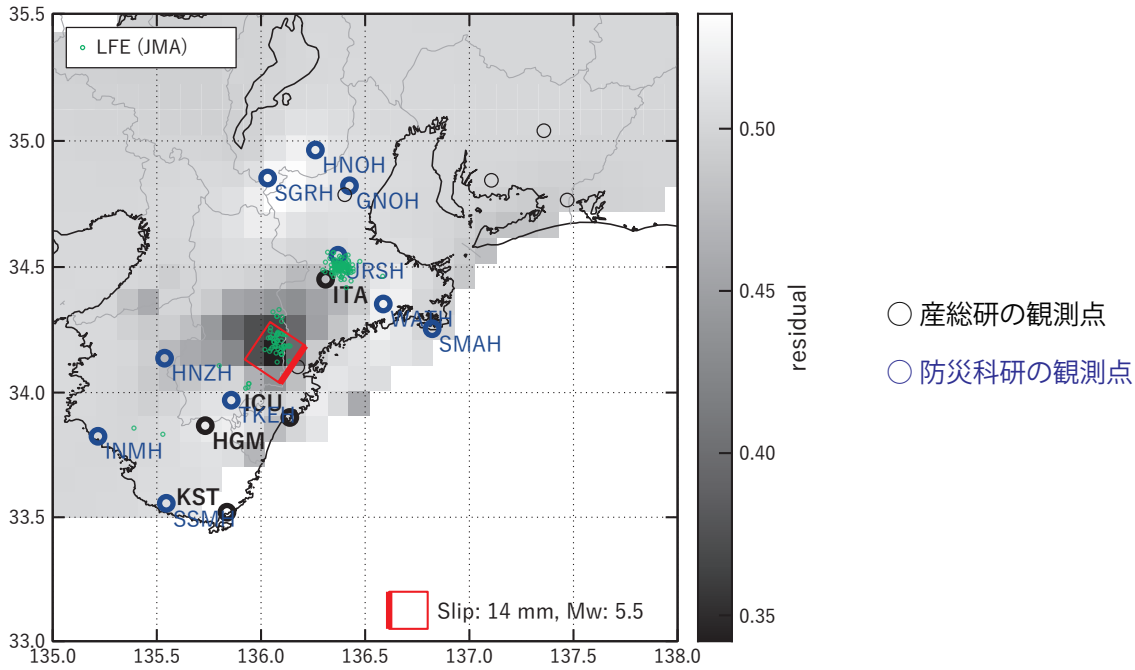 35.5
LFE (JMA)
35.0
HNOH
SGRH
GNOH
34.5
URSH
ITA
WATH
SMAH
34.0
HNZH
ICU
TKEH
HGM
INMH
33.5
KST
SSMH
33.0
Slip: 14 mm, Mw: 5.5
135.0
135.5
136.0
136.5
137.0
137.5
138.0
0.50
0.45
0.40
0.35
residual
産総研の観測点
防災科研の観測点